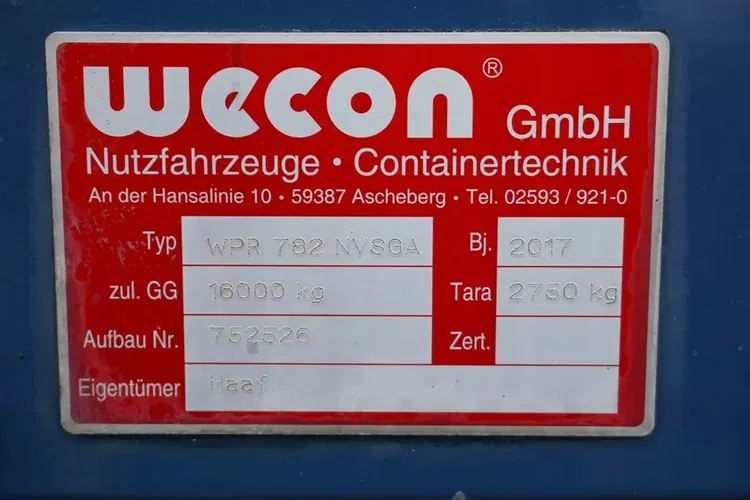 wecon® GmbH
Nutzfahrzeuge • Containertechnik
An der Hansalinie 10 • 59387 Ascheberg • Tel. 02593 / 921-0
Typ WPR 782 NVSGA Bj. 2017
zul. GG 16000 kg Tara 2750 kg
Aufbau Nr. 752526 Zert.
Eigentümer Haaf